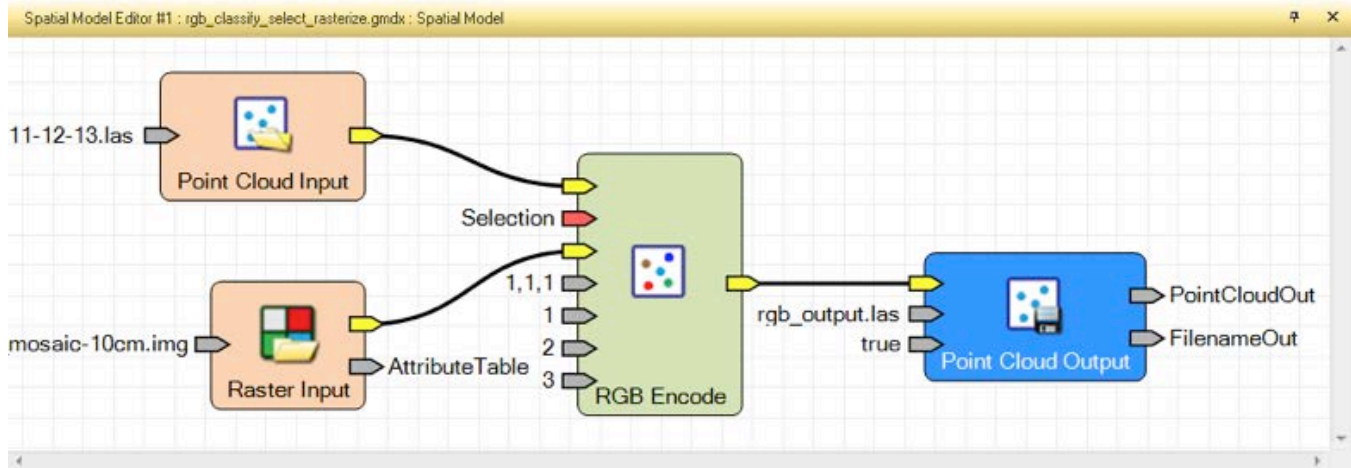 Spatial Model Editor #1 : rgb_classify_select_rasterize.gmdx : Spatial Model
11-12-13.las
Point Cloud Input
Selection
1,1,1
1
2
3
RGB Encode
mosaic-10cm.img
AttributeTable
Raster Input
rgb_output.las
true
Point Cloud Output
PointCloudOut
FilenameOut